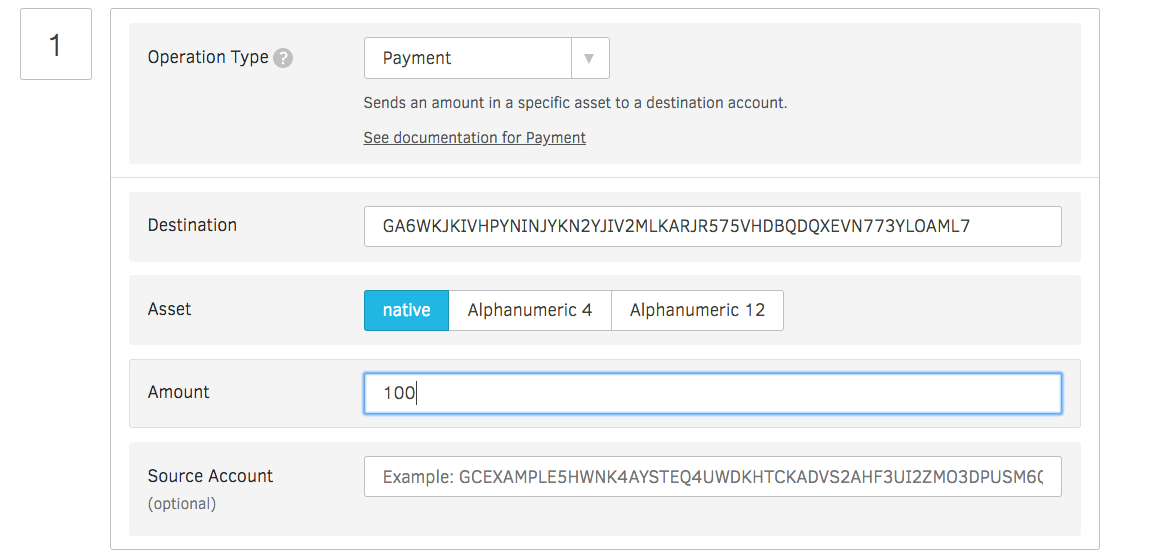 1
Operation Type ?
Payment
Sends an amount in a specific asset to a destination account.
See documentation for Payment
Destination
GA6WKJKIVHPYNINJYKN2YJIV2MLKARJR575VHDBQDQXEVN773YLOAML7
Asset
native Alphanumeric 4 Alphanumeric 12
Amount
100
Source Account
Example: GCEXAMPLE5HWNK4AYSTEQ4UWDKHTCKADVS2AHF3UI2ZMO3DPUSM6
(optional)